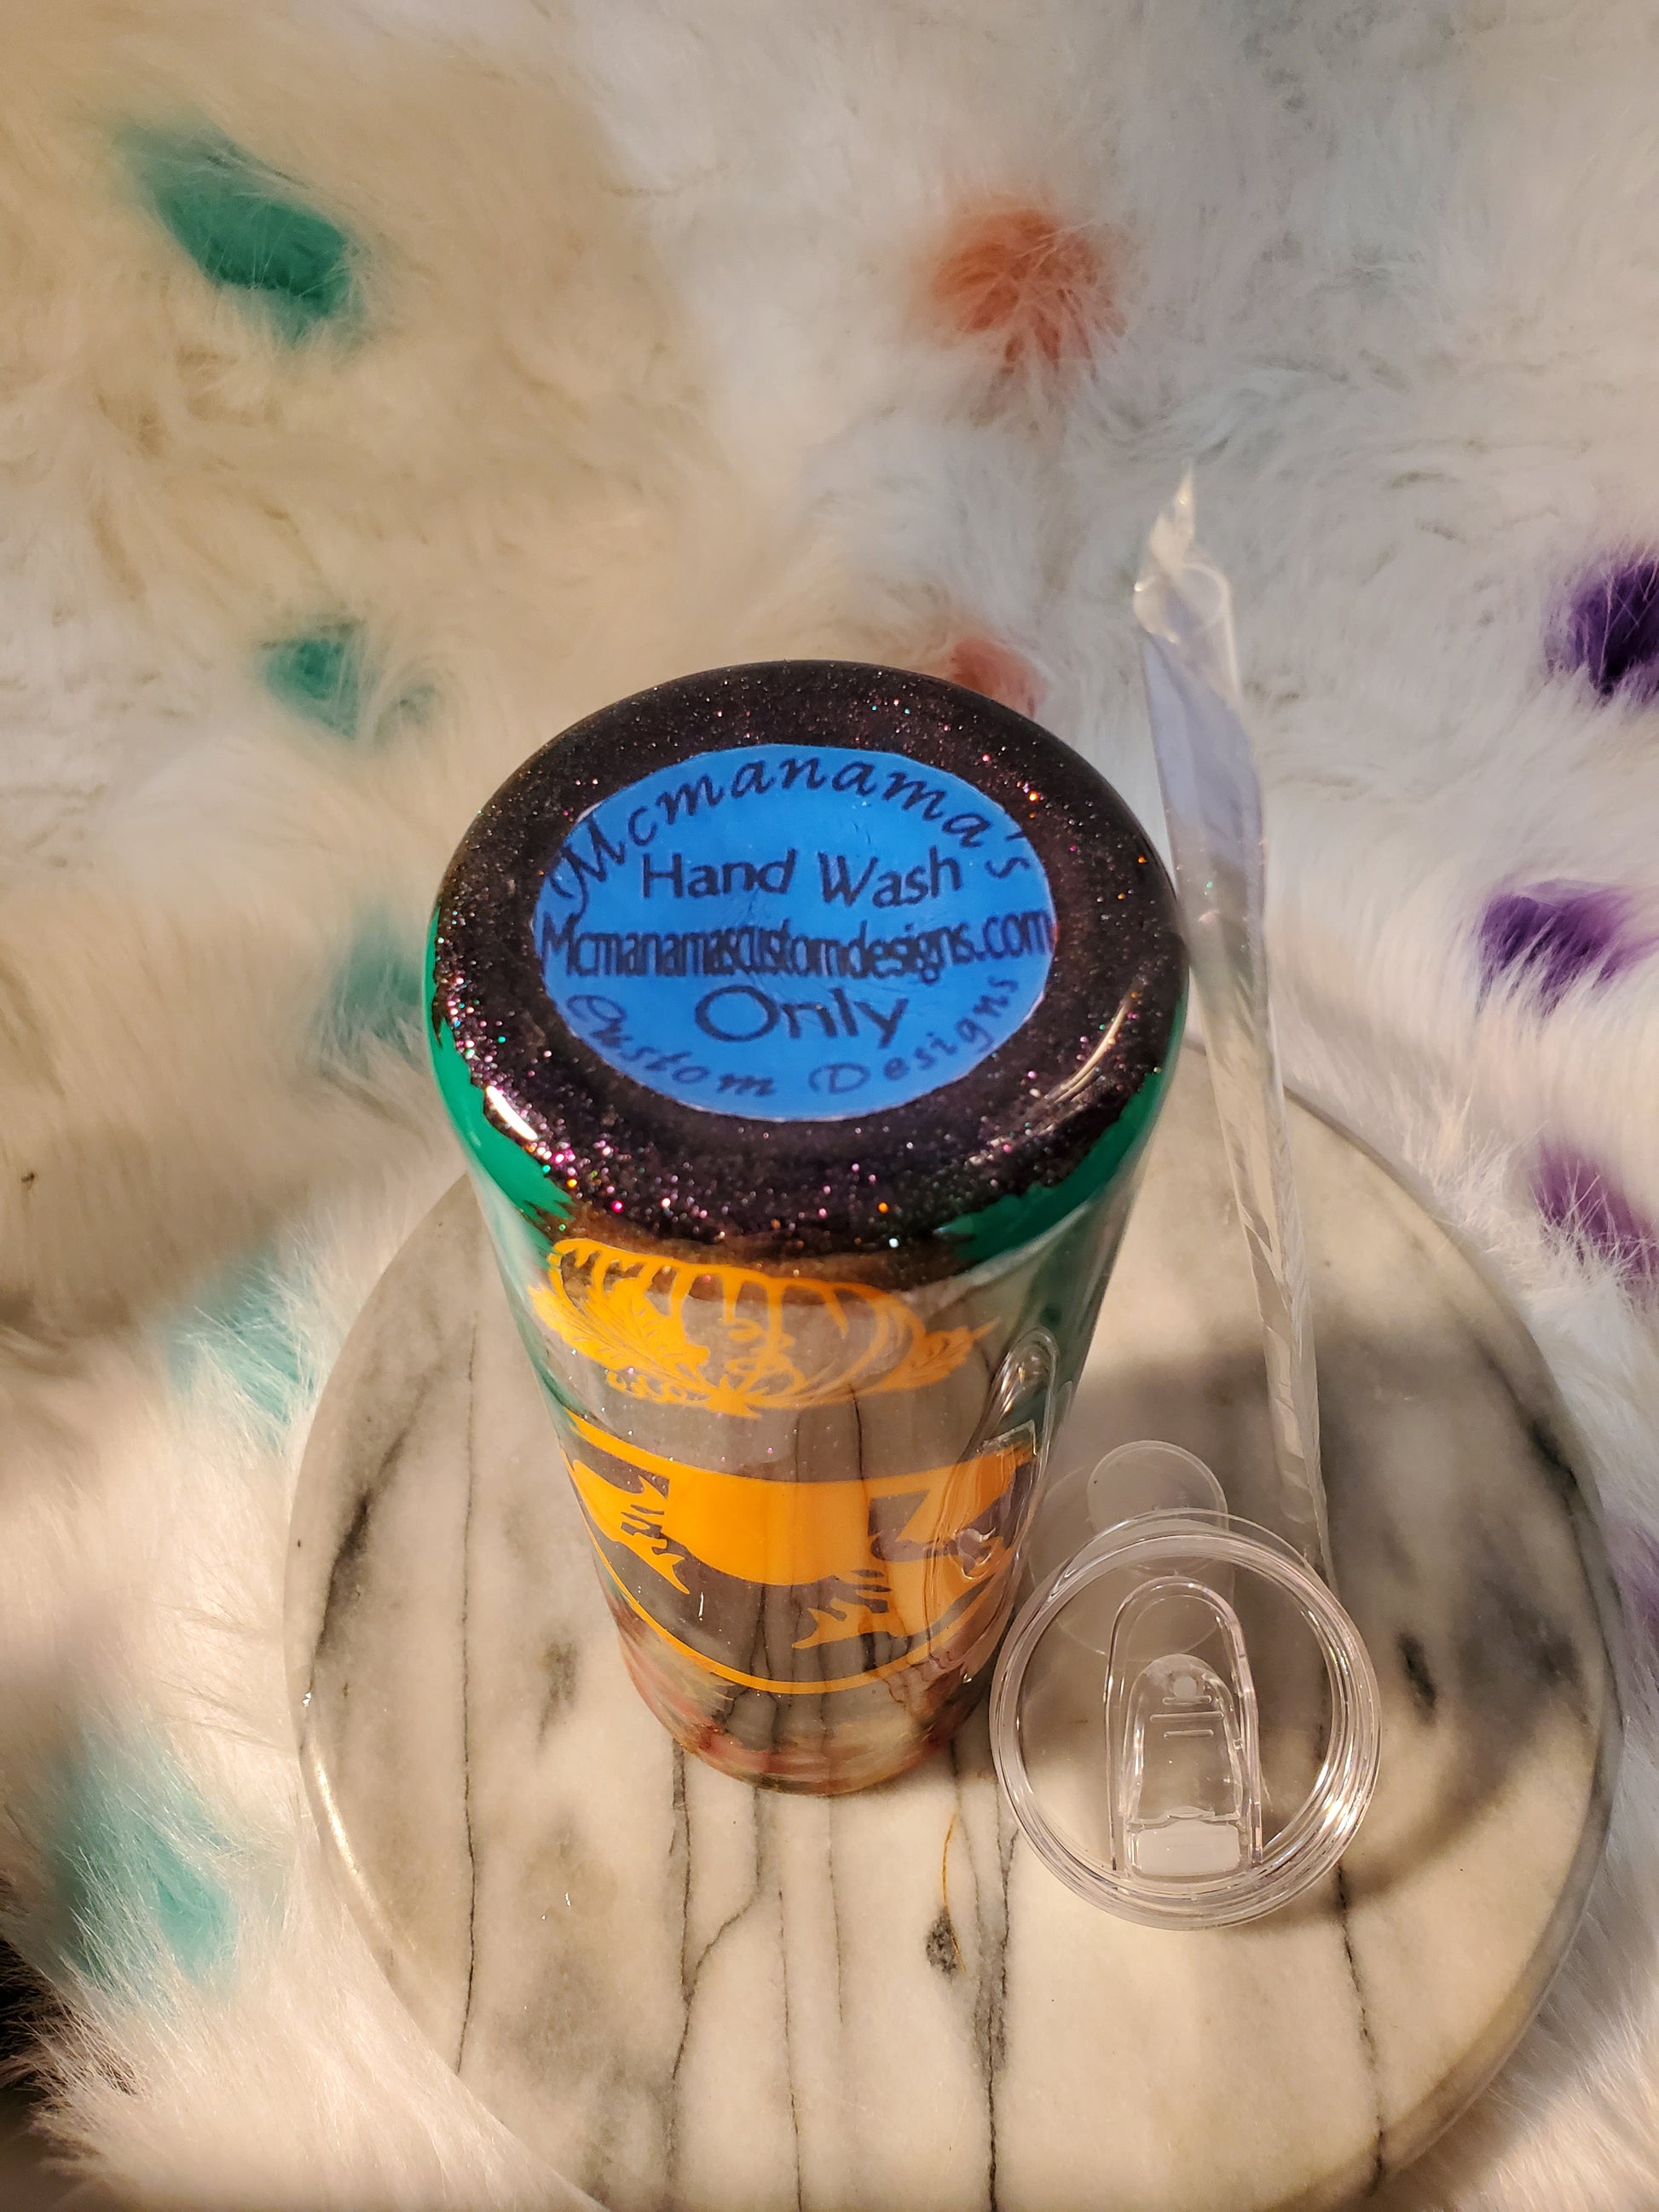 Mcmanama's
Hand Wash
Mcmanamascustomdesigns.com
Only
Custom Designs